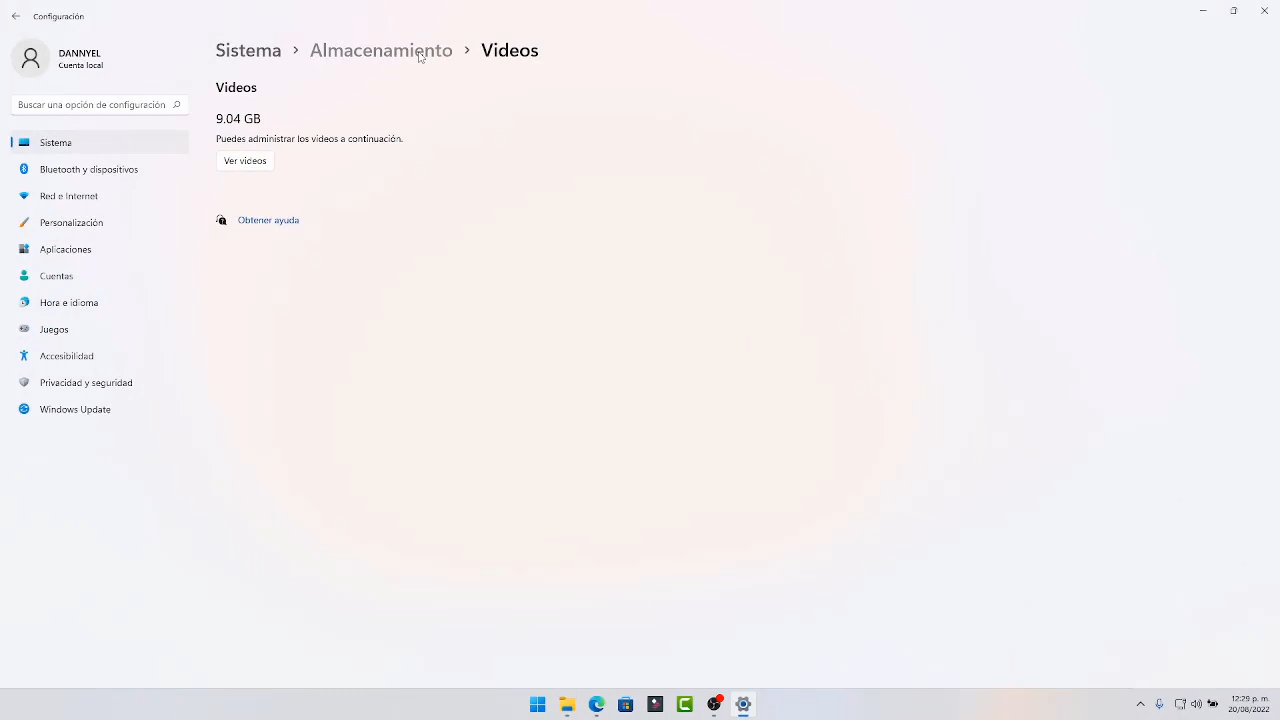 Configuración
DANNYEL
Cuenta local
Buscar una opción de configuración
Sistema
Bluetooth y dispositivos
Red e Internet
Personalización
Aplicaciones
Cuentas
Hora e idioma
Juegos
Accesibilidad
Privacidad y seguridad
Windows Update
Sistema > Almacenamiento > Videos
Videos
9.04 GB
Puedes administrar los videos a continuación.
Ver videos
Obtener ayuda
12:29 p. m.
20/08/2022